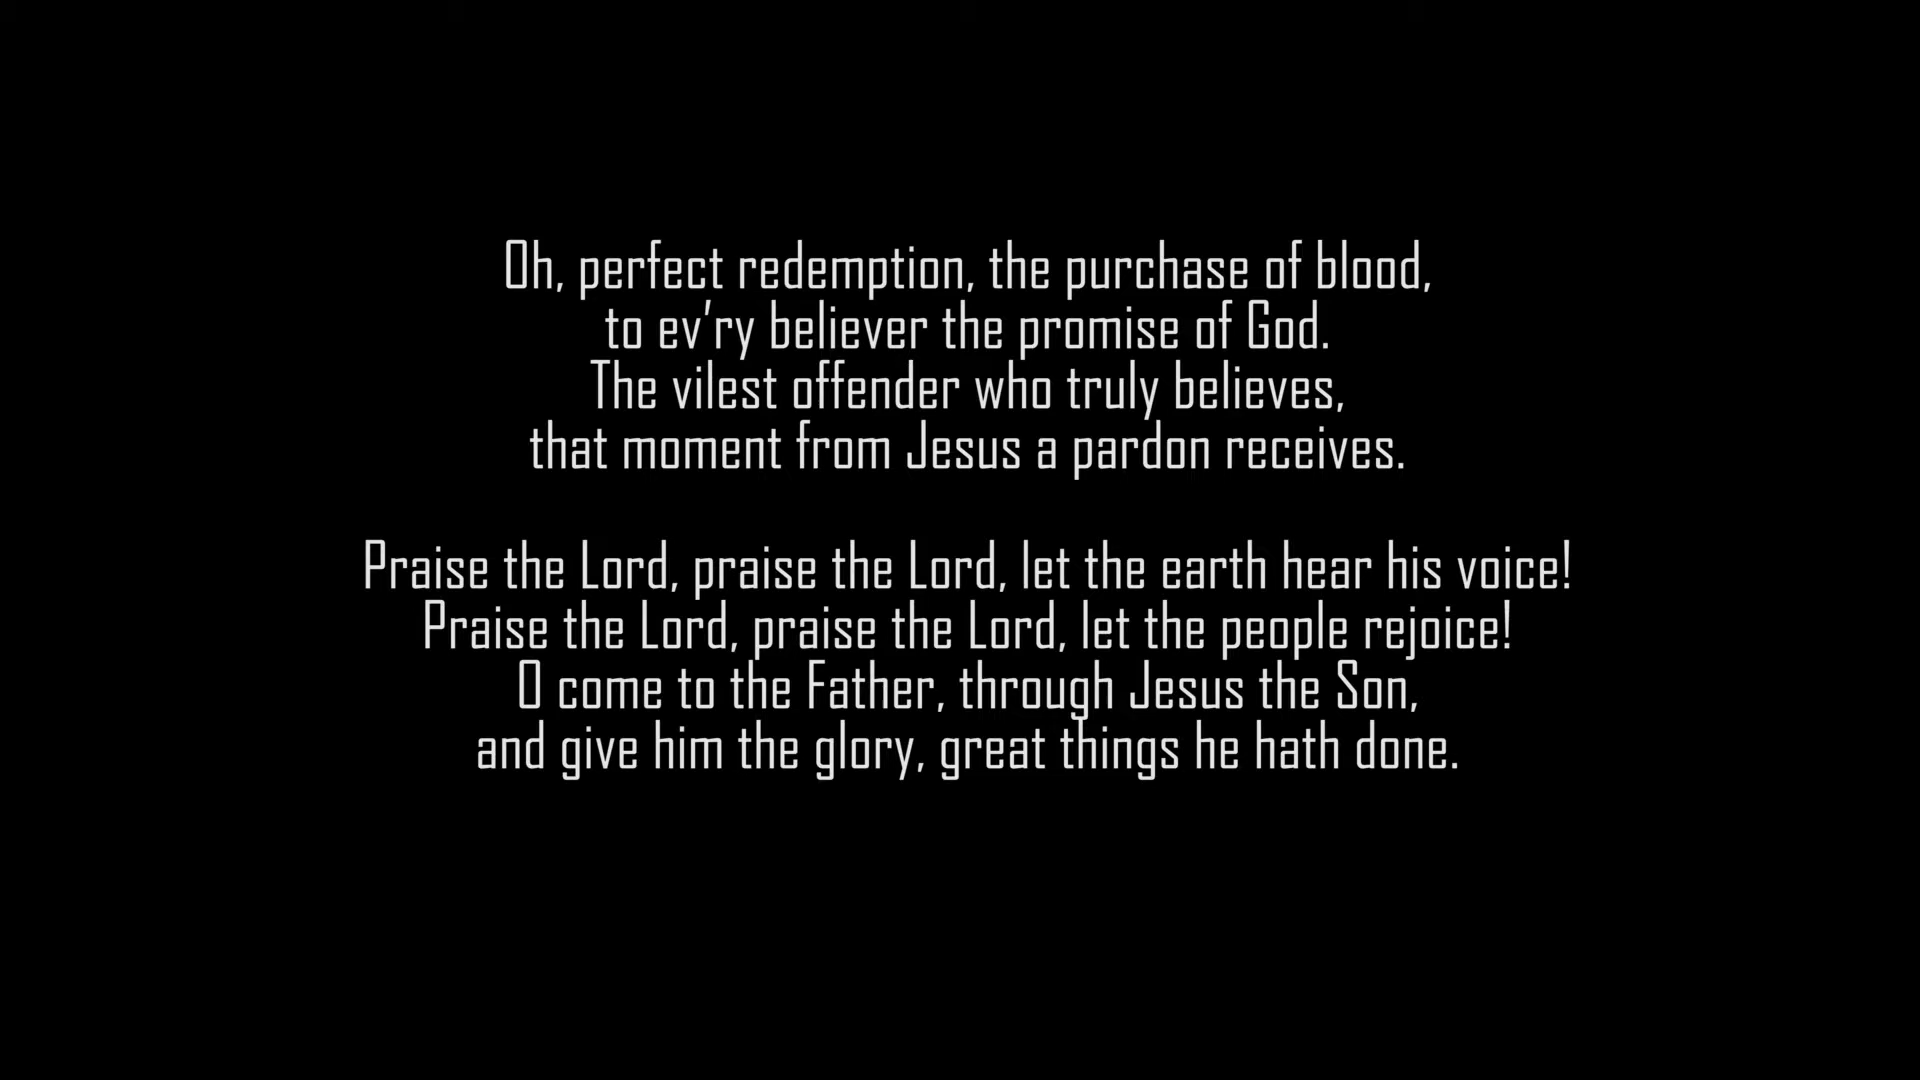 Oh, perfect redemption, the purchase of blood,
to ev’ry believer the promise of God.
The vilest offender who truly believes,
that moment from Jesus a pardon receives.
Praise the Lord, praise the Lord, let the earth hear his voice!
Praise the Lord, praise the Lord, let the people rejoice!
O come to the Father, through Jesus the Son,
and give him the glory, great things he hath done.